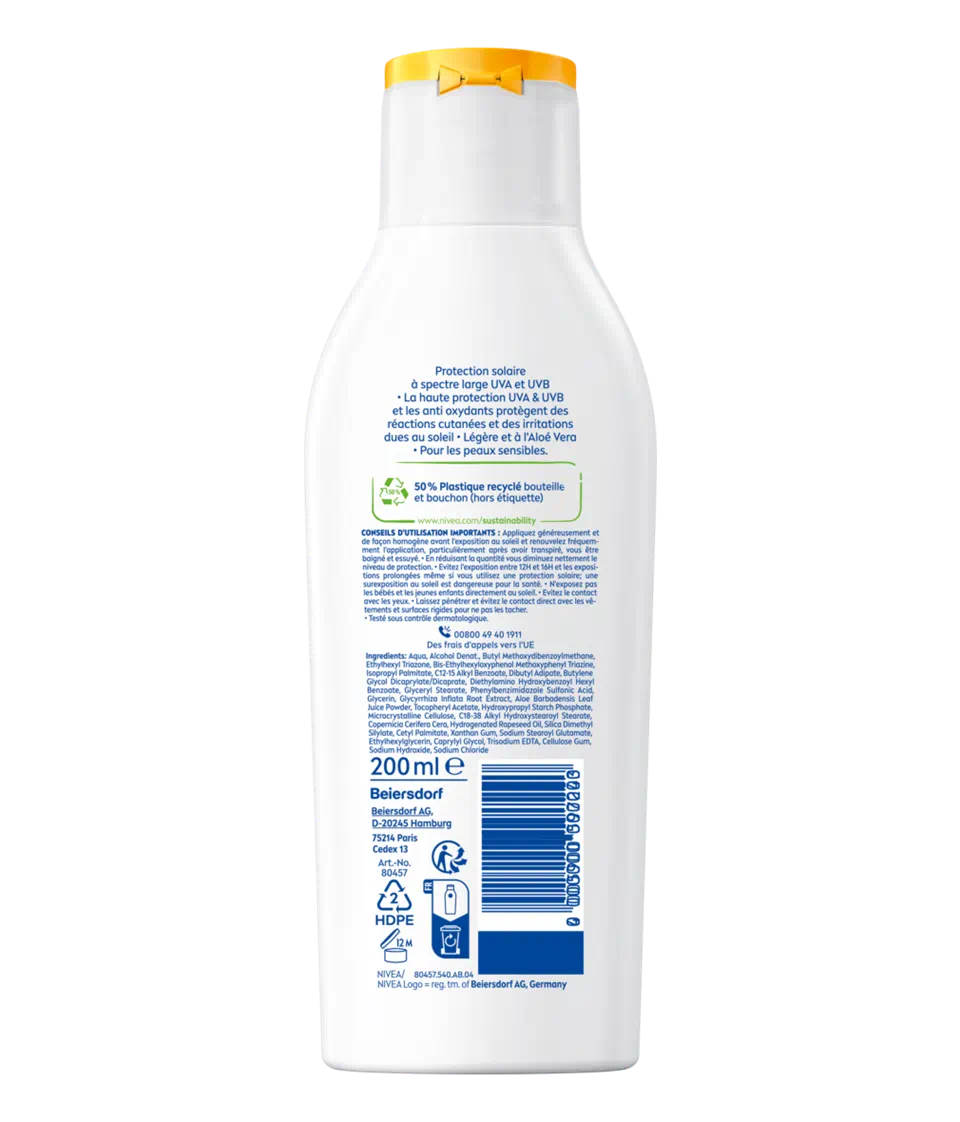 Protection solaire
à spectre large UVA et UVB
• La haute protection UVA & UVB
et les anti oxydants protègent des
réactions cutanées et des irritations
dues au soleil • Légère et à l'Aloé Vera
• Pour les peaux sensibles.
50%
50% Plastique recyclé bouteille
et bouchon (hors étiquette)
www.nivea.com/sustainability
CONSEILS D'UTILISATION IMPORTANTS : Appliquez généreusement et
de façon homogène avant l'exposition au soleil et renouvelez fréquem-
ment l'application, particulièrement après avoir transpiré, vous être
baigné et essuyé. • En réduisant la quantité vous diminuez nettement le
niveau de protection. • Evitez l'exposition entre 12H et 16H et les exposi-
tions prolongées même si vous utilisez une protection solaire; une
surexposition au soleil est dangereuse pour la santé. • N'exposez pas
les bébés et les jeunes enfants directement au soleil. • Evitez le contact
avec les yeux. • Laissez pénétrer et évitez le contact direct avec les vê-
tements et surfaces rigides pour ne pas les tacher.
• Testé sous contrôle dermatologique.
00800 49 40 1911
Des frais d'appels vers l'UE
Ingredients: Aqua, Alcohol Denat., Butyl Methoxydibenzoylmethane,
Ethylhexyl Triazone, Bis-Ethylhexyloxyphenol Methoxyphenyl Triazine,
Isopropyl Palmitate, C12-15 Alkyl Benzoate, Dibutyl Adipate, Butylene
Glycol Dicaprylate/Dicaprate, Diethylamino Hydroxybenzoyl Hexyl
Benzoate, Glyceryl Stearate, Phenylbenzimidazole Sulfonic Acid,
Glycerin, Glycyrrhiza Inflata Root Extract, Aloe Barbadensis Leaf
Juice Powder, Tocopheryl Acetate, Hydroxypropyl Starch Phosphate,
Microcrystalline Cellulose, C18-38 Alkyl Hydroxystearoyl Stearate,
Copernicia Cerifera Cera, Hydrogenated Rapeseed Oil, Silica Dimethyl
Silylate, Cetyl Palmitate, Xanthan Gum, Sodium Stearoyl Glutamate,
Ethylhexylglycerin, Caprylyl Glycol, Trisodium EDTA, Cellulose Gum,
Sodium Hydroxide, Sodium Chloride
200 ml e
Beiersdorf
Beiersdorf AG,
D-20245 Hamburg
75214 Paris
Cedex 13
Art.-No.
80457
FR
2
HDPE
12 M
NIVEA/ 80457.540.AB.04
NIVEA Logo = reg. tm. of Beiersdorf AG, Germany